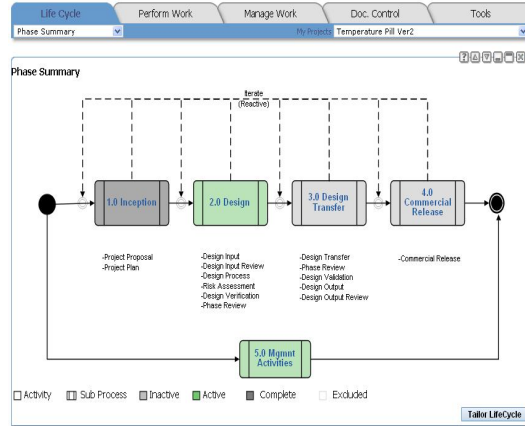 Life Cycle Perform Work Manage Work Doc. Control Tools
Phase Summary My Projects Temperature Pill Ver2
Phase Summary
Iterate
(Reactive)
1.0 Inception
2.0 Design
3.0 Design
Transfer
4.0
Commercial
Release
-Project Proposal
-Project Plan
-Design Input
-Design Input Review
-Design Process
-Risk Assessment
-Design Verification
-Phase Review
-Design Transfer
-Phase Review
-Design Validation
-Design Output
-Design Output Review
-Commercial Release
5.0 Mgmnt
Activities
Activity Sub Process Inactive Active Complete Excluded
Tailor LifeCycle